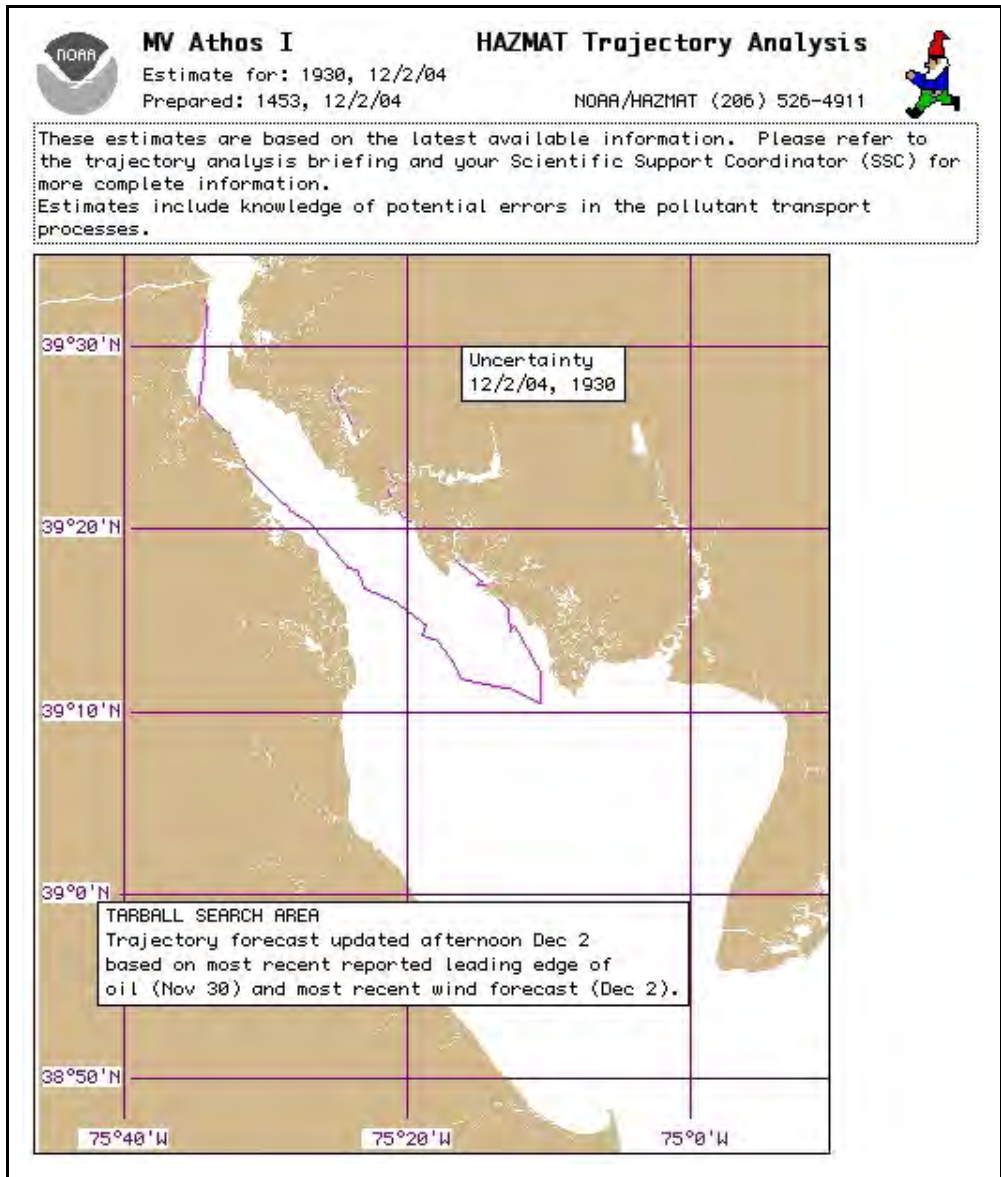 NOAA
MV Athos I
HAZMAT Trajectory Analysis
Estimate for: 1930, 12/2/04
Prepared: 1453, 12/2/04
NOAA/HAZMAT (206) 526-4911
These estimates are based on the latest available information.  Please refer to
the trajectory analysis briefing and your Scientific Support Coordinator (SSC) for
more complete information.
Estimates include knowledge of potential errors in the pollutant transport
processes.
39°30'N
Uncertainty
12/2/04, 1930
39°20'N
39°10'N
39°0'N
TARBALL SEARCH AREA
Trajectory forecast updated afternoon Dec 2
based on most recent reported leading edge of
oil (Nov 30) and most recent wind forecast (Dec 2).
38°50'N
75°40'W
75°20'W
75°0'W